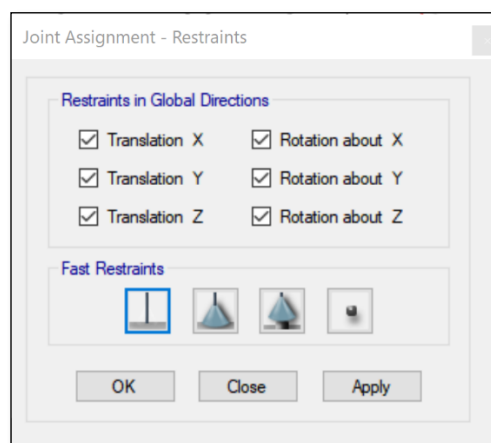 Joint Assignment - Restraints
Restraints in Global Directions
Translation X Rotation about X
Translation Y Rotation about Y
Translation Z Rotation about Z
Fast Restraints
OK Close Apply